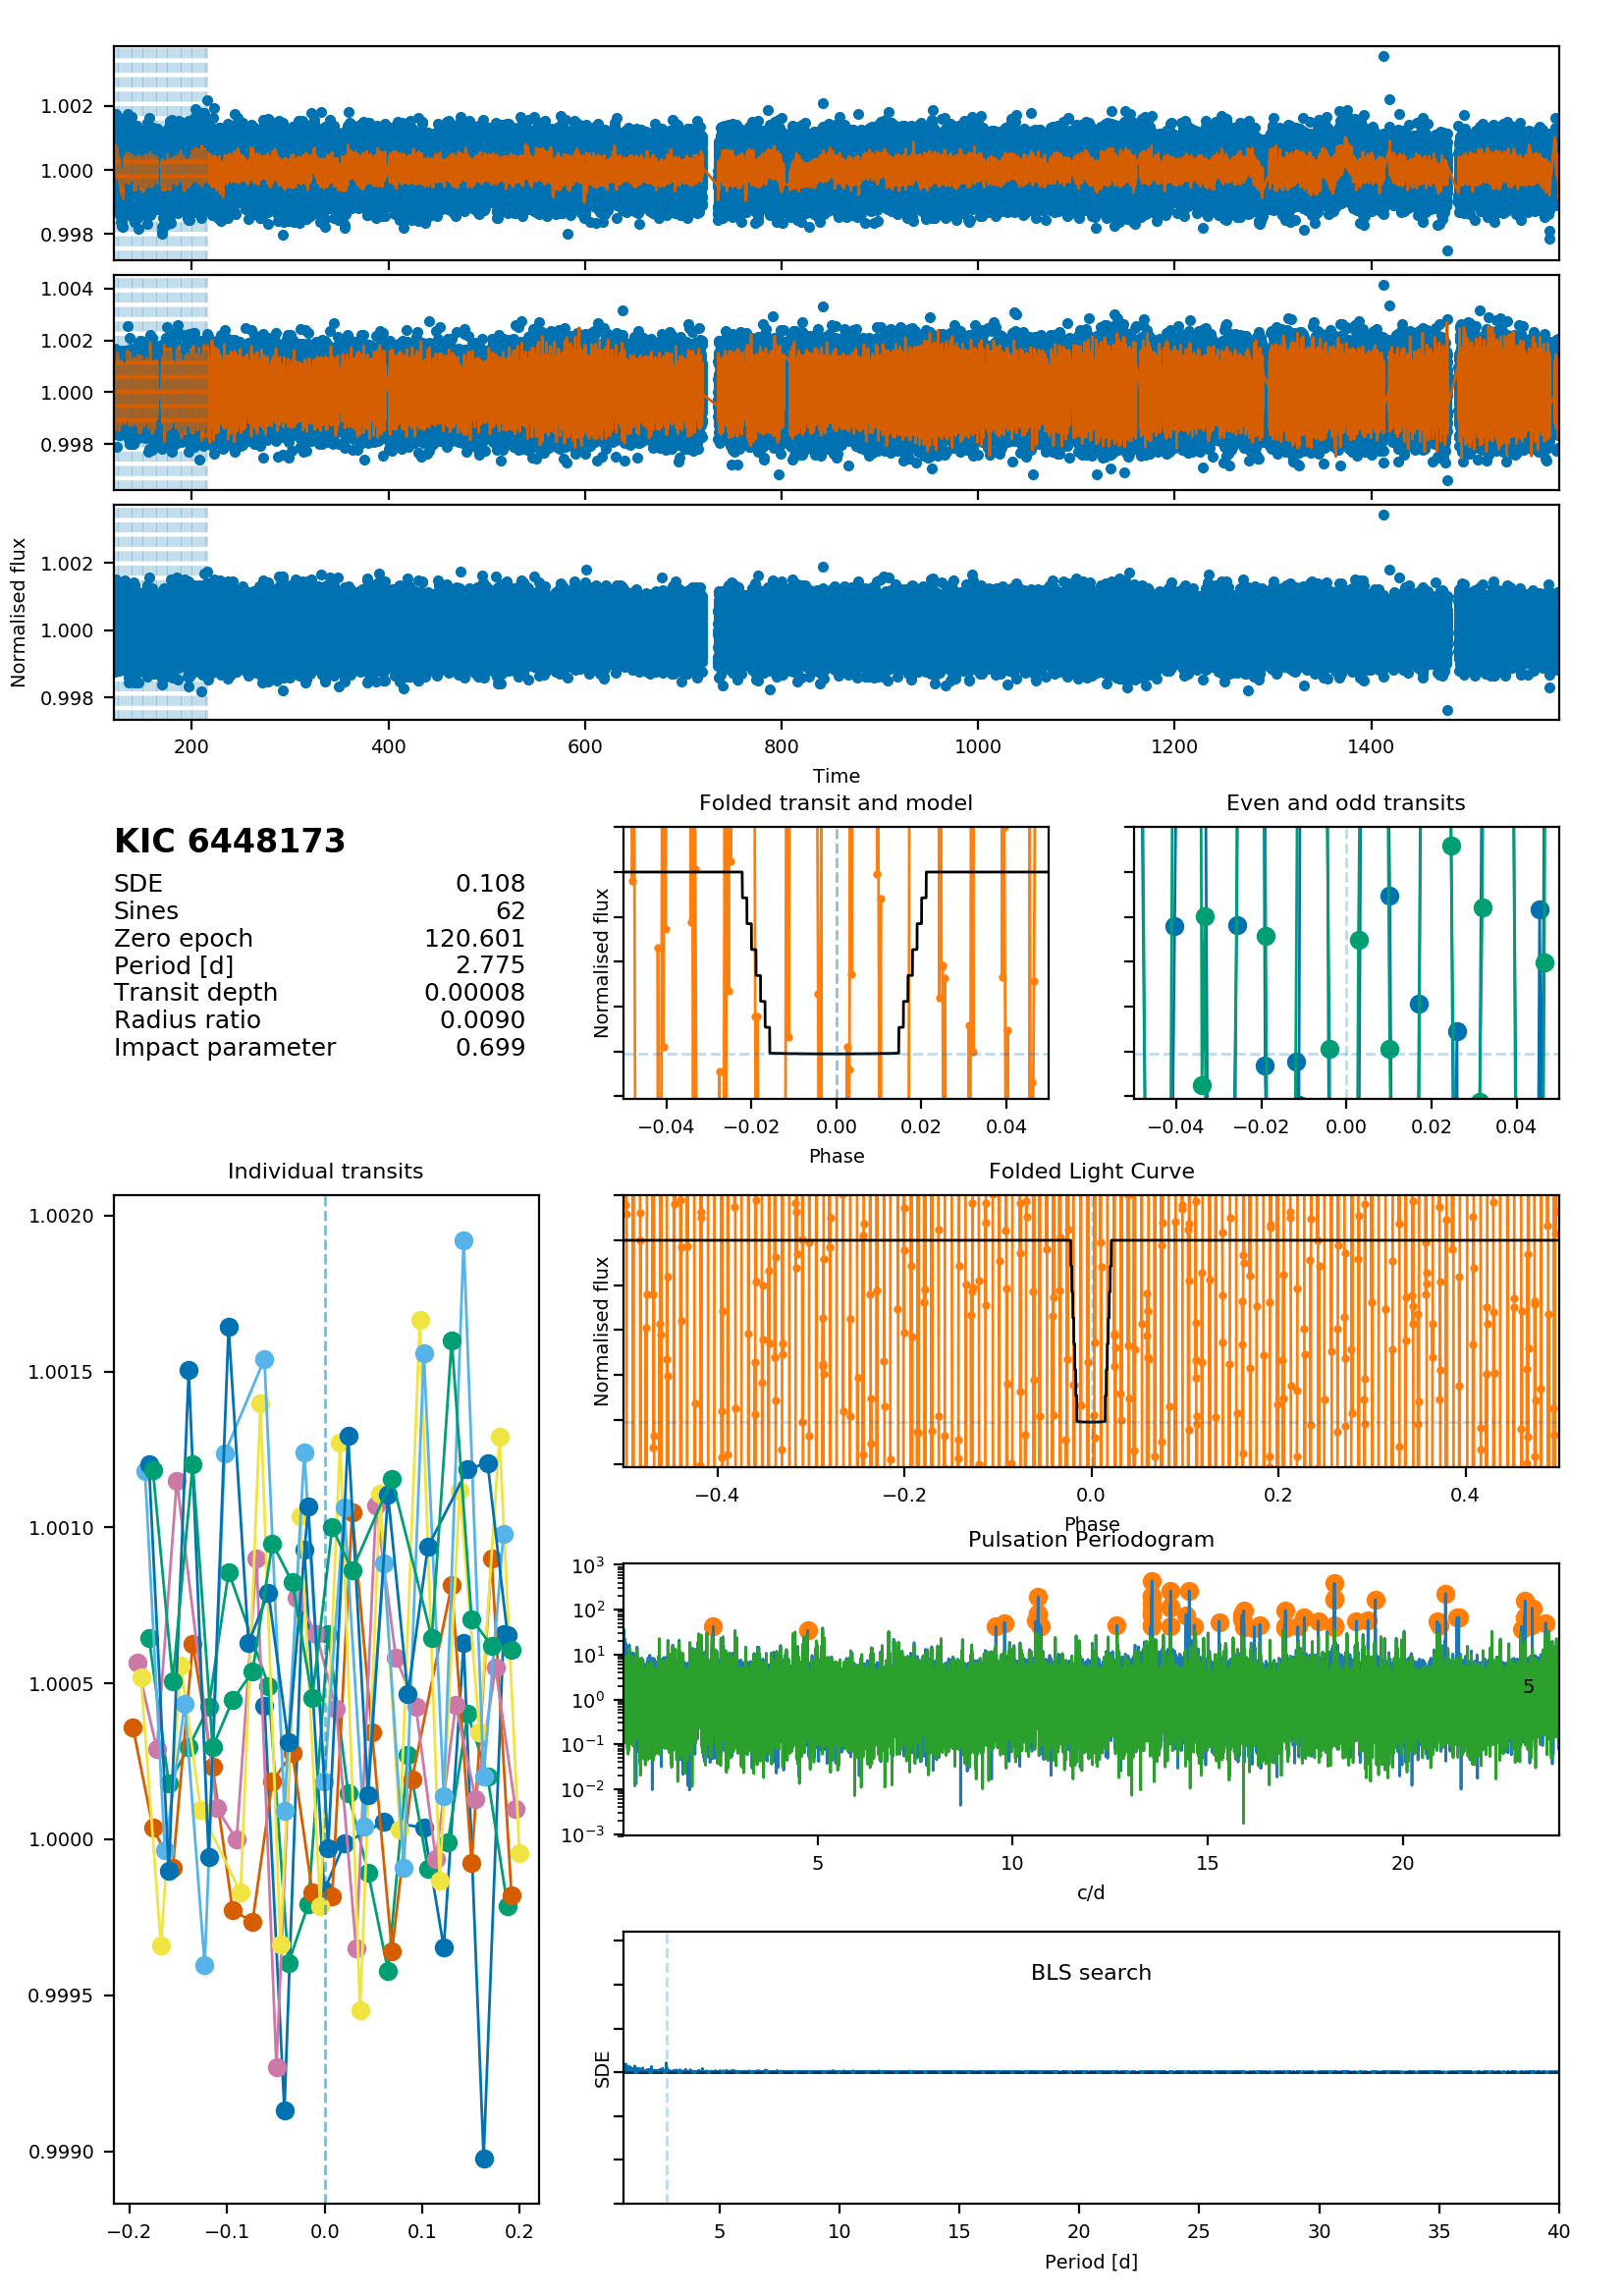 1.002
1.000
0.998
1.004
1.002
1.000
0.998
1.002
1.000
0.998
Normalised flux
200 400 600 800 1000 1200 1400
Time
KIC 6448173
SDE 0.108
Sines 62
Zero epoch 120.601
Period [d] 2.775
Transit depth 0.00008
Radius ratio 0.0090
Impact parameter 0.699
Folded transit and model
Normalised flux
−0.04 −0.02 0.00 0.02 0.04
Phase
Even and odd transits
−0.04 −0.02 0.00 0.02 0.04
Individual transits
1.0020
1.0015
1.0010
1.0005
1.0000
0.9995
0.9990
−0.2 −0.1 0.0 0.1 0.2
Folded Light Curve
Normalised flux
−0.4 −0.2 0.0 0.2 0.4
Phase
Pulsation Periodogram
10³
10²
10¹
10⁰
10⁻¹
10⁻²
10⁻³
5
5 10 15 20
c/d
BLS search
SDE
5 10 15 20 25 30 35 40
Period [d]